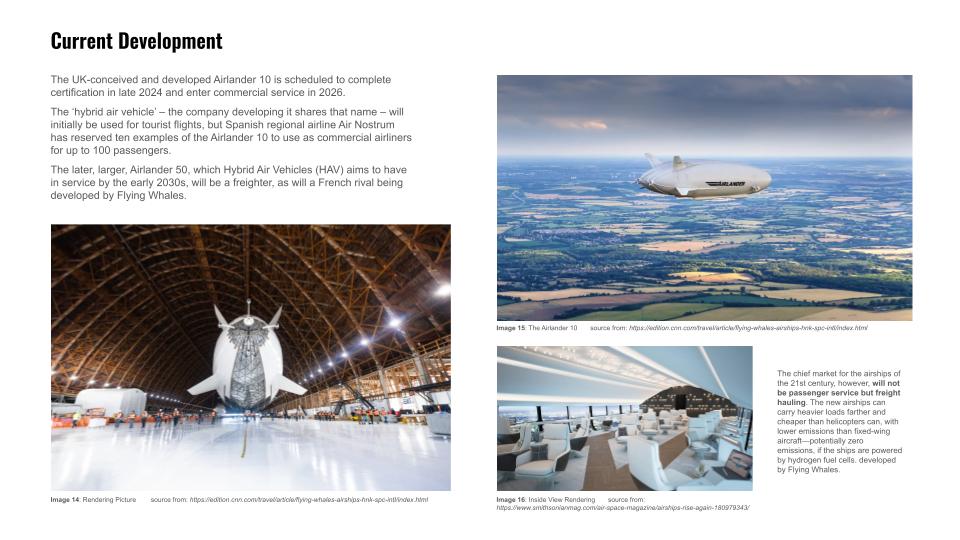 Current Development
The UK-conceived and developed Airlander 10 is scheduled to complete
certification in late 2024 and enter commercial service in 2026.
The ‘hybrid air vehicle’ – the company developing it shares that name – will
initially be used for tourist flights, but Spanish regional airline Air Nostrum
has reserved ten examples of the Airlander 10 to use as commercial airliners
for up to 100 passengers.
The later, larger, Airlander 50, which Hybrid Air Vehicles (HAV) aims to have
in service by the early 2030s, will be a freighter, as will a French rival being
developed by Flying Whales.
Image 14: Rendering Picture source from: https://edition.cnn.com/travel/article/flying-whales-airships-hnk-spc-intl/index.html
AIRLANDER
Image 15: The Airlander 10 source from: https://edition.cnn.com/travel/article/flying-whales-airships-hnk-spc-intl/index.html
Image 16: Inside View Rendering source from:
https://www.smithsonianmag.com/air-space-magazine/airships-rise-again-180979343/
The chief market for the airships of
the 21st century, however, will not
be passenger service but freight
hauling. The new airships can
carry heavier loads farther and
cheaper than helicopters can, with
lower emissions than fixed-wing
aircraft—potentially zero
emissions, if the ships are powered
by hydrogen fuel cells. developed
by Flying Whales.